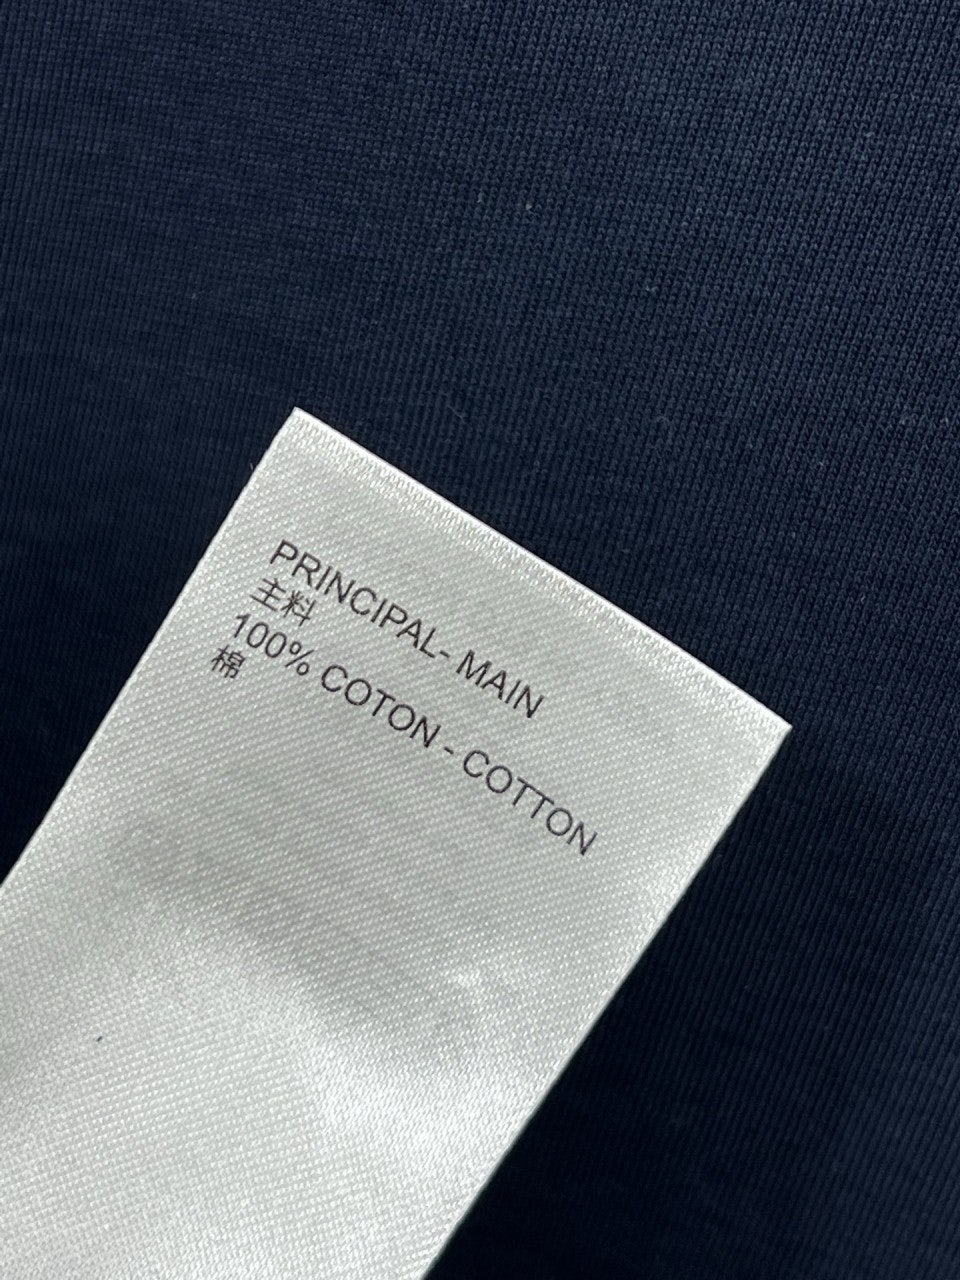 PRINCIPAL- MAIN
主料
100% COTON - COTTON
棉